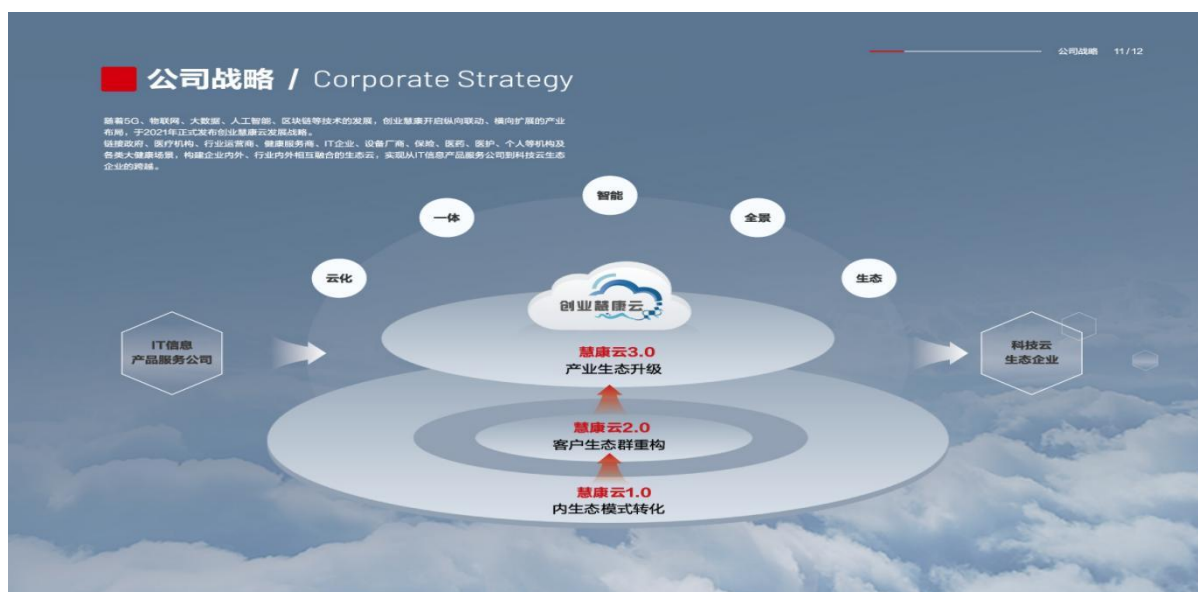 公司战略 11/12
公司战略 / Corporate Strategy
随着5G、物联网、大数据、人工智能、区块链等技术的发展，创业慧康开启纵向联动、横向扩展的产业
布局，于2021年正式发布创业慧康云发展战略。
链接政府、医疗机构、行业运营商、健康服务商、IT企业、设备厂商、保险、医药、医护、个人等机构及
各类大健康场景，构建企业内外、行业内外相互融合的生态云，实现从IT信息产品服务公司到科技云生态
企业的跨越。
智能
一体
全景
云化
生态
创业慧康云
IT信息
产品服务公司
科技云
生态企业
慧康云3.0
产业生态升级
慧康云2.0
客户生态群重构
慧康云1.0
内生态模式转化